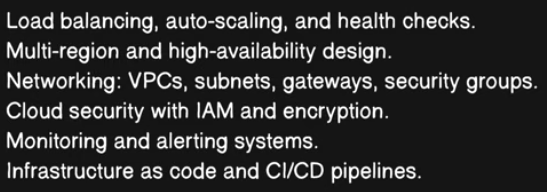 Load balancing, auto-scaling, and health checks.
Multi-region and high-availability design.
Networking: VPCs, subnets, gateways, security groups.
Cloud security with IAM and encryption.
Monitoring and alerting systems.
Infrastructure as code and CI/CD pipelines.